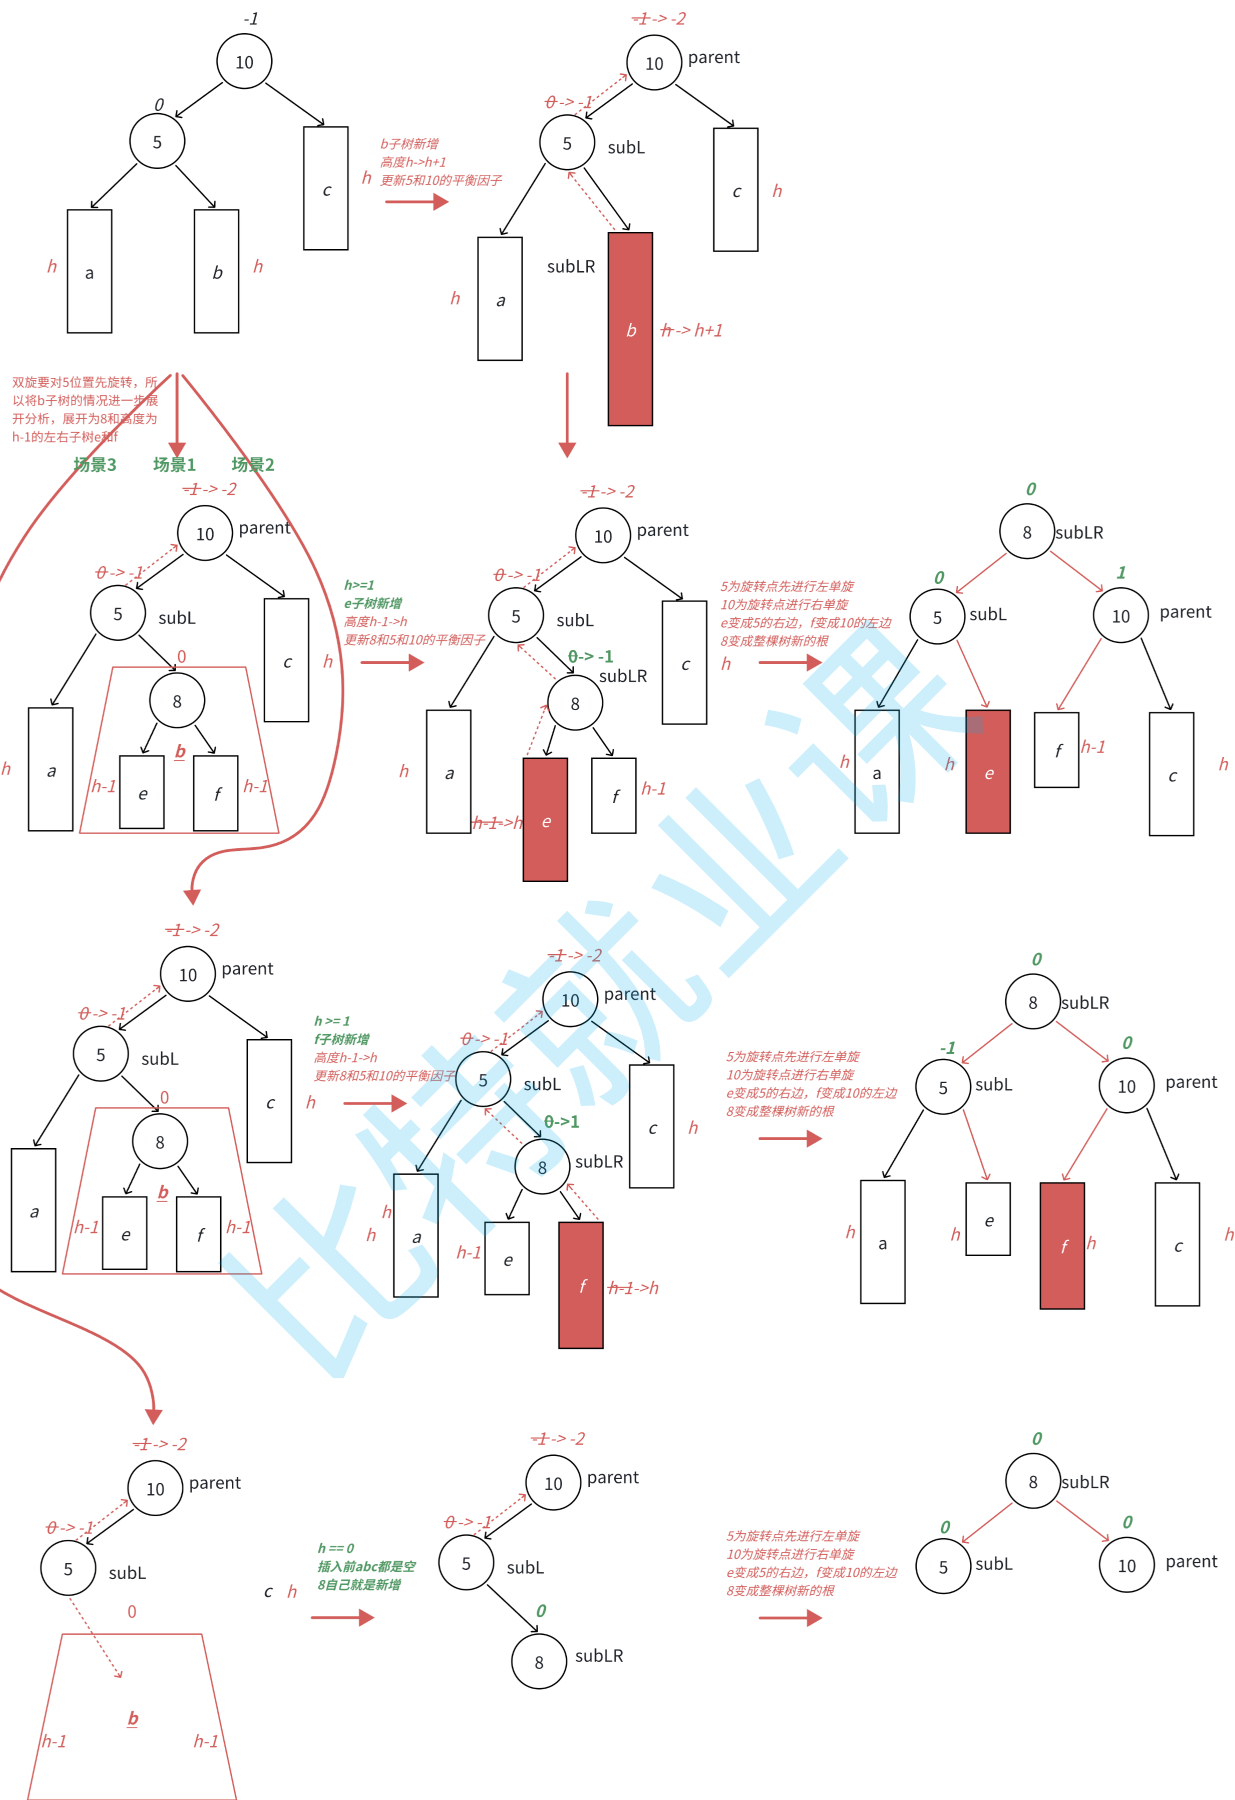 -1
10
0
5
c
h
a
b
h
h
-1 -> -2
10
parent
0 -> -1
5
subL
b子树新增
高度h->h+1
更新5和10的平衡因子
c
h
subLR
a
h
b
h -> h+1
双旋要对5位置先旋转，所
以将b子树的情况进一步展
开分析，展开为8和高度为
h-1的左右子树e和f
场景3
场景1
场景2
-1 -> -2
10
parent
0 -> -1
5
subL
0
8
c
h
b
a
h
h-1
e
f
h-1
h>=1
e子树新增
高度h-1->h
更新8和5和10的平衡因子
-1 -> -2
10
parent
0 -> -1
5
subL
0-> -1
subLR
8
c
h
a
h
h-1->h
e
f
h-1
5为旋转点先进行左单旋
10为旋转点进行右单旋
e变成5的右边，f变成10的左边
8变成整棵树新的根
0
8
subLR
0
5
subL
1
10
parent
h
a
h
e
f
h-1
c
h
-1 -> -2
10
parent
0 -> -1
5
subL
0
8
c
h
b
a
h-1
e
f
h-1
h >= 1
f子树新增
高度h-1->h
更新8和5和10的平衡因子
-1 -> -2
10
parent
0 -> -1
5
subL
0->1
8
subLR
c
h
h
h
a
h-1
e
f
h-1->h
5为旋转点先进行左单旋
10为旋转点进行右单旋
e变成5的右边，f变成10的左边
8变成整棵树新的根
0
8
subLR
-1
5
subL
0
10
parent
h
a
h
e
f
h
c
h
-1 -> -2
10
parent
0 -> -1
5
subL
0
b
h-1
h-1
c
h
h == 0
插入前abc都是空
8自己就是新增
-1 -> -2
10
parent
0 -> -1
5
subL
0
8
subLR
5为旋转点先进行左单旋
10为旋转点进行右单旋
e变成5的右边，f变成10的左边
8变成整棵树新的根
0
8
subLR
0
5
subL
0
10
parent
比特就业课